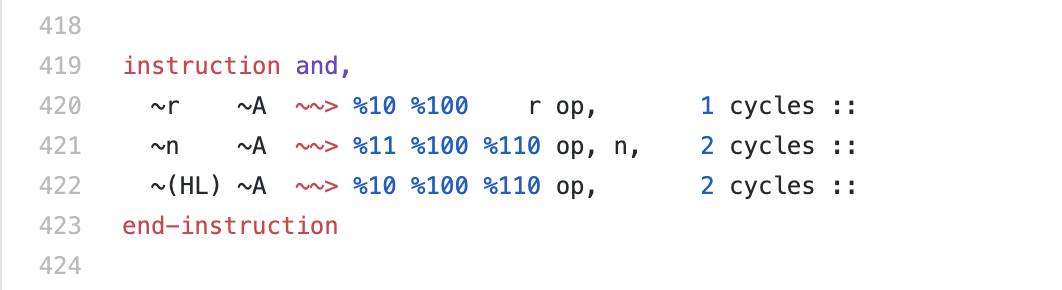 418
419 instruction and,
420 ~r ~A ~~> %10 %100 r op, 1 cycles ::
421 ~n ~A ~~> %11 %100 %110 op, n, 2 cycles ::
422 ~(HL) ~A ~~> %10 %100 %110 op, 2 cycles ::
423 end-instruction
424